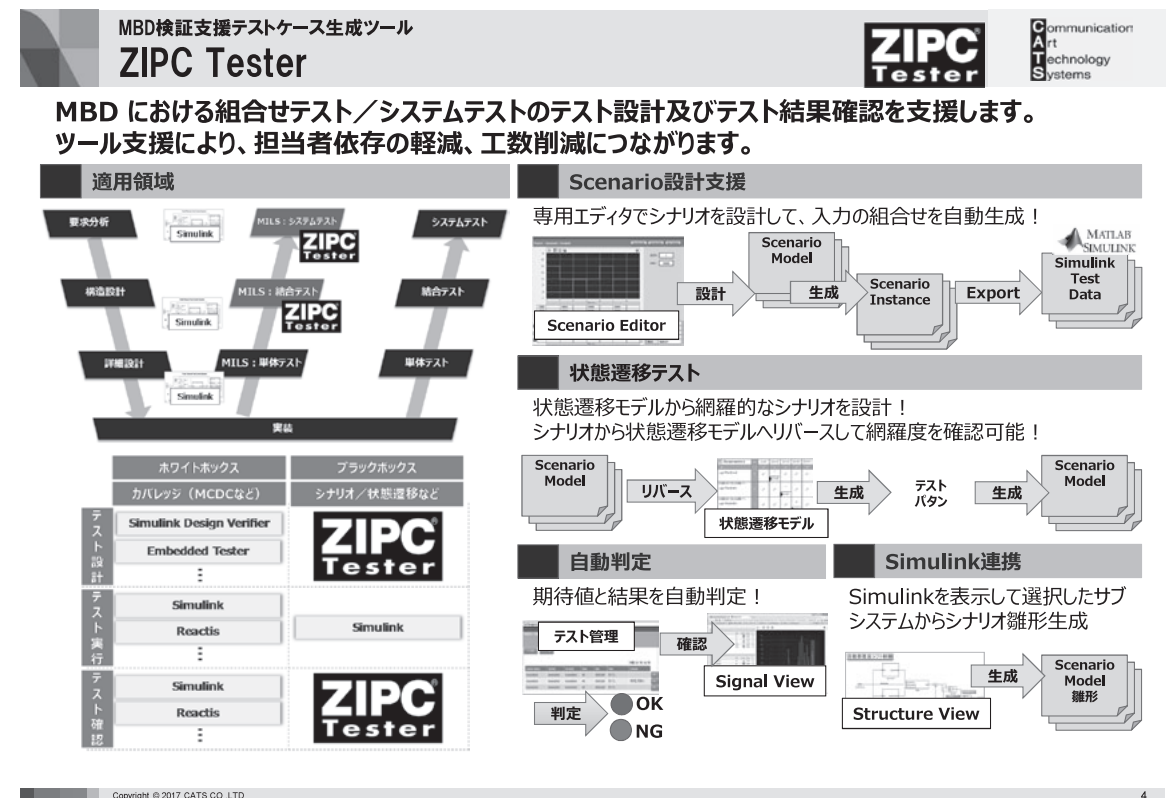 MBD検証支援テストケース生成ツール
ZIPC Tester
ZIPC®
Tester
Communication
Art
Technology
Systems
MBD における組合せテスト／システムテストのテスト設計及びテスト結果確認を支援します。
ツール支援により、担当者依存の軽減、工数削減につながります。
適用領域
要求分析
Simulink
MILS：システムテスト
ZIPC
Tester
システムテスト
構造設計
Simulink
MILS：結合テスト
ZIPC
Tester
結合テスト
詳細設計
Simulink
MILS：単体テスト
単体テスト
実装
ホワイトボックス
ブラックボックス
カバレッジ（MCDCなど）
シナリオ／状態遷移など
テスト設計
Simulink Design Verifier
Embedded Tester
⋮
ZIPC®
Tester
テスト実行
Simulink
Reactis
⋮
Simulink
テスト確認
Simulink
Reactis
⋮
ZIPC®
Tester
Scenario設計支援
専用エディタでシナリオを設計して、入力の組合せを自動生成！
Scenario Editor
設計
Scenario
Model
生成
Scenario
Instance
Export
MATLAB
SIMULINK
Simulink
Test
Data
状態遷移テスト
状態遷移モデルから網羅的なシナリオを設計！
シナリオから状態遷移モデルへリバースして網羅度を確認可能！
Scenario
Model
リバース
状態遷移モデル
生成
テスト
パタン
生成
Scenario
Model
自動判定
期待値と結果を自動判定！
テスト管理
確認
Signal View
判定
OK
NG
Simulink連携
Simulinkを表示して選択したサブ
システムからシナリオ雛形生成
Structure View
生成
Scenario
Model
雛形
Copyright © 2017 CATS CO.,LTD.
4